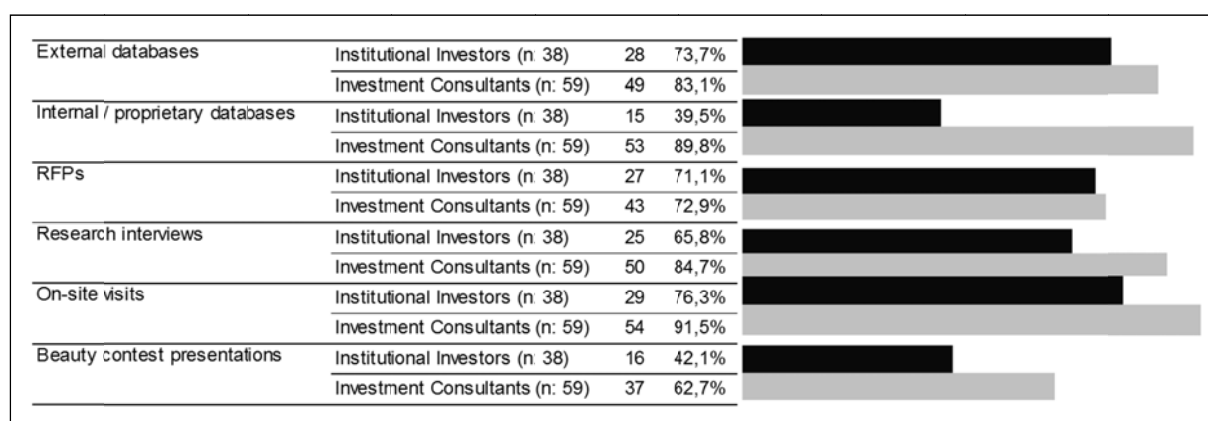 External databases Institutional Investors (n: 38) 28 73,7%
Investment Consultants (n: 59) 49 83,1%
Internal / proprietary databases Institutional Investors (n: 38) 15 39,5%
Investment Consultants (n: 59) 53 89,8%
RFPs Institutional Investors (n: 38) 27 71,1%
Investment Consultants (n: 59) 43 72,9%
Research interviews Institutional Investors (n: 38) 25 65,8%
Investment Consultants (n: 59) 50 84,7%
On-site visits Institutional Investors (n: 38) 29 76,3%
Investment Consultants (n: 59) 54 91,5%
Beauty contest presentations Institutional Investors (n: 38) 16 42,1%
Investment Consultants (n: 59) 37 62,7%